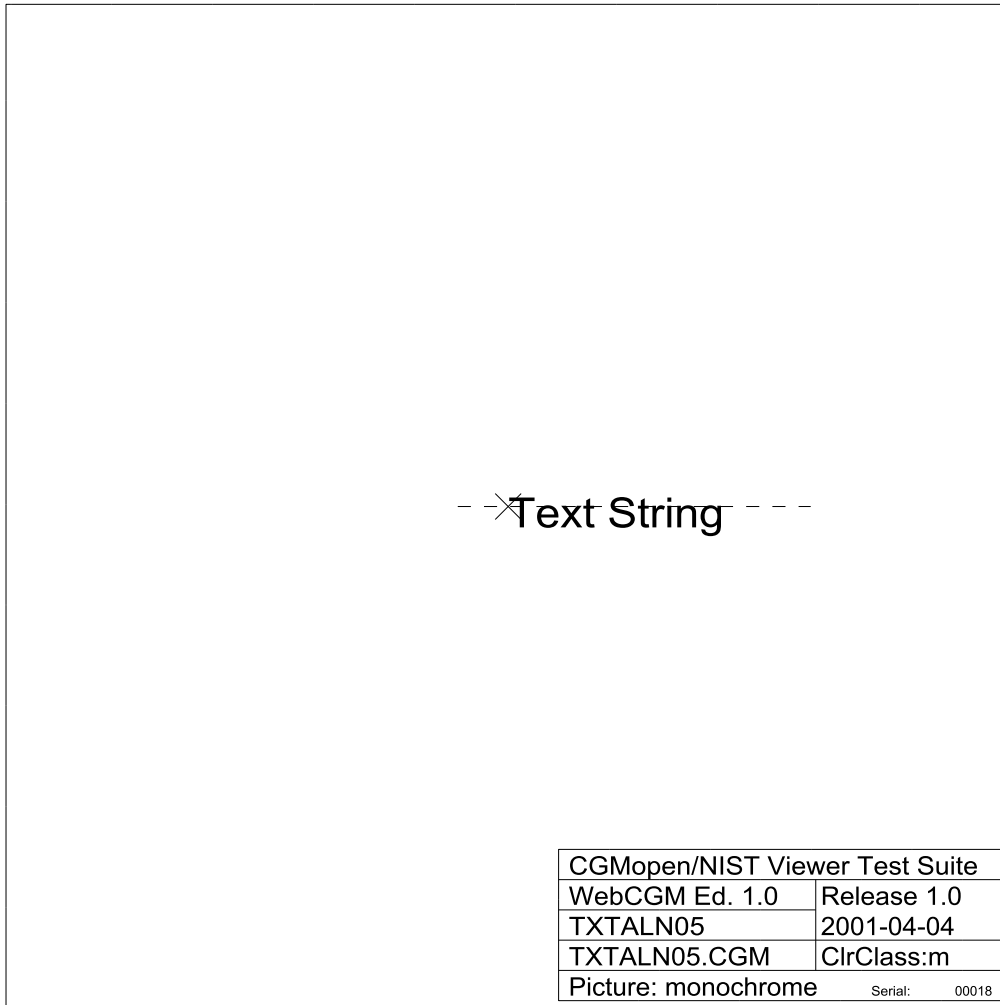 Text String
CGMopen/NIST Viewer Test Suite
WebCGM Ed. 1.0 Release 1.0
TXTALN05 2001-04-04
TXTALN05.CGM ClrClass:m
Picture: monochrome Serial: 00018